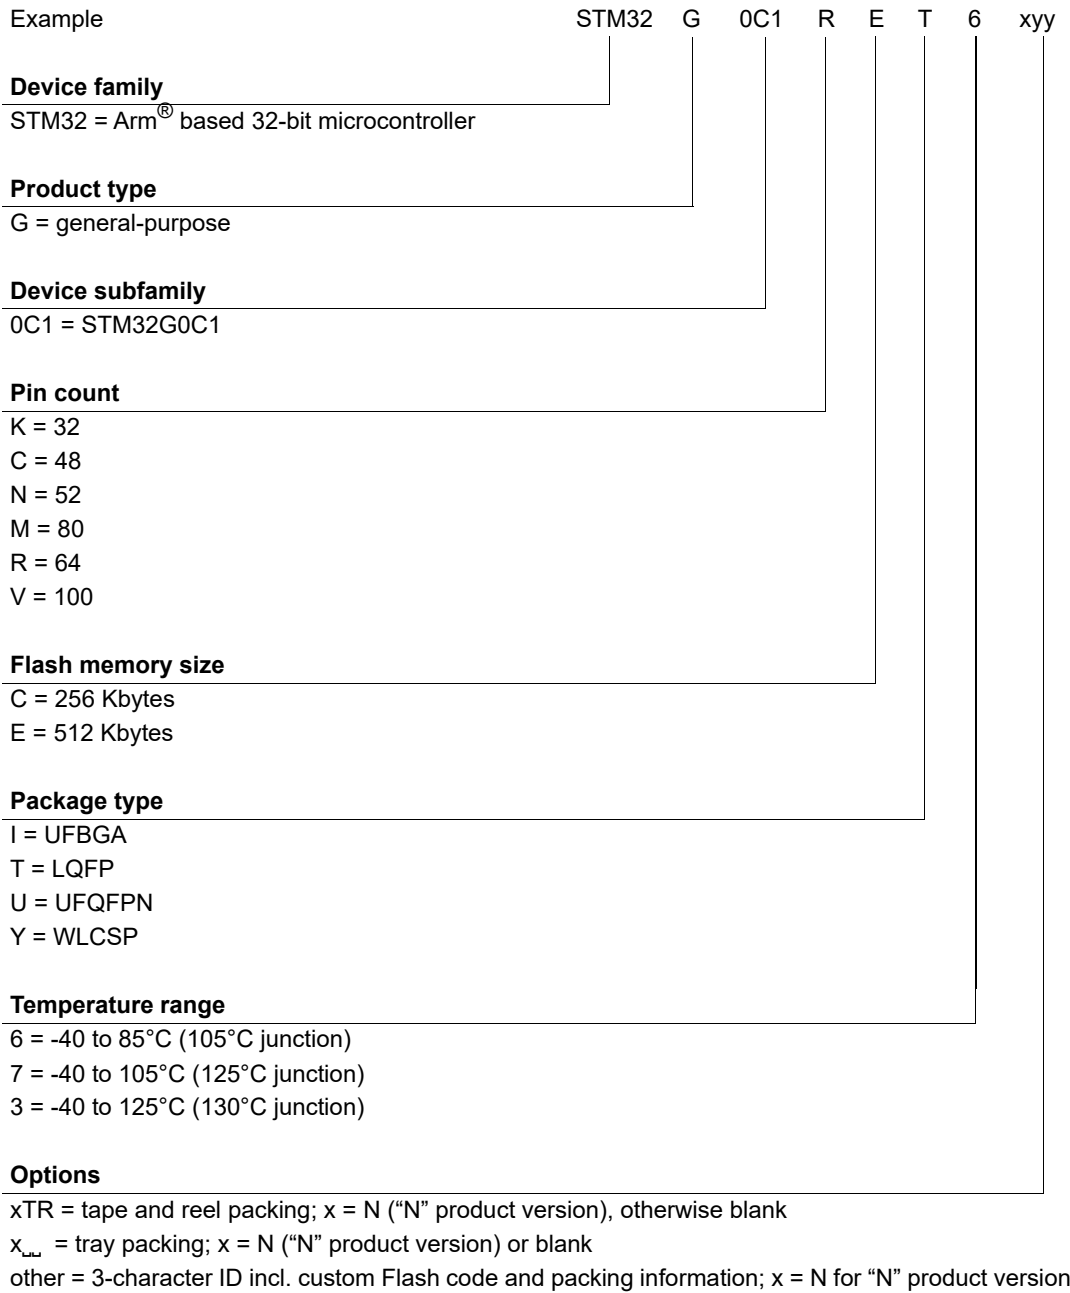 Example STM32 G 0C1 R E T 6 xyy
Device family
STM32 = Arm® based 32-bit microcontroller
Product type
G = general-purpose
Device subfamily
0C1 = STM32G0C1
Pin count
K = 32
C = 48
N = 52
M = 80
R = 64
V = 100
Flash memory size
C = 256 Kbytes
E = 512 Kbytes
Package type
I = UFBGA
T = LQFP
U = UFQFPN
Y = WLCSP
Temperature range
6 = -40 to 85°C (105°C junction)
7 = -40 to 105°C (125°C junction)
3 = -40 to 125°C (130°C junction)
Options
xTR = tape and reel packing; x = N (“N” product version), otherwise blank
x␣␣ = tray packing; x = N (“N” product version) or blank
other = 3-character ID incl. custom Flash code and packing information; x = N for “N” product version